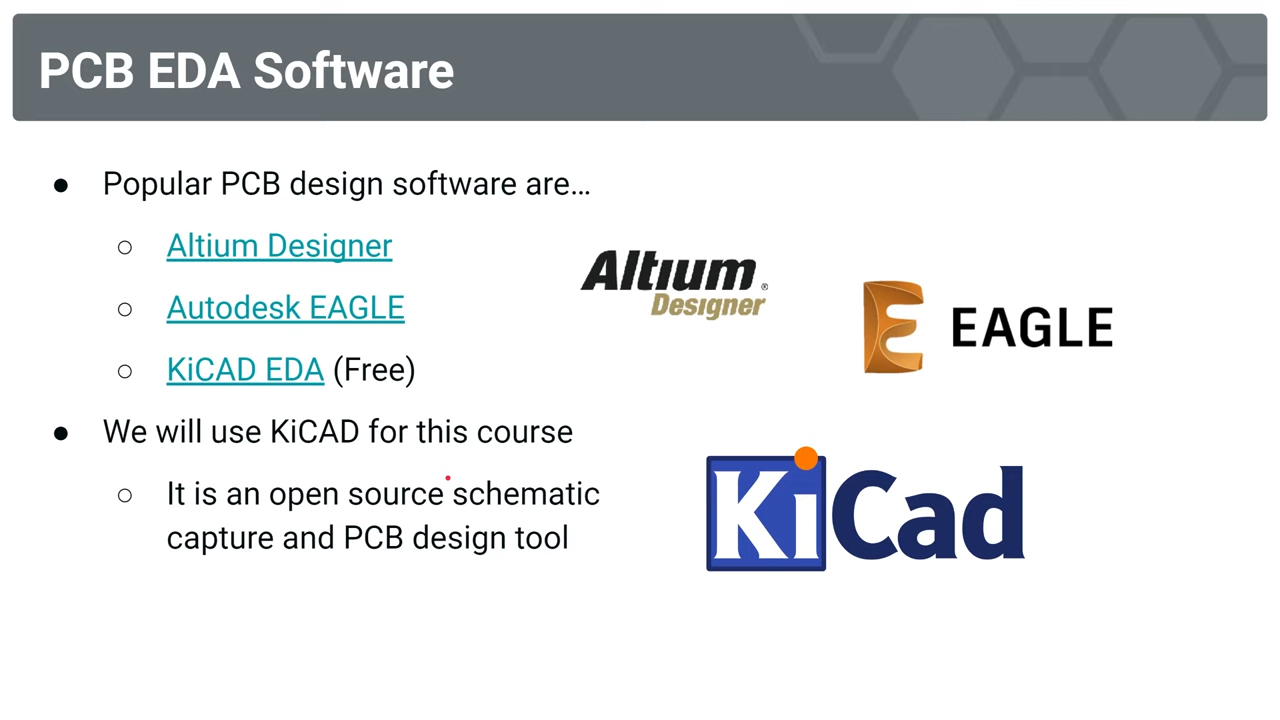 PCB EDA Software
● Popular PCB design software are…
○ Altium Designer
○ Autodesk EAGLE
○ KiCAD EDA (Free)
● We will use KiCAD for this course
○ It is an open source schematic
capture and PCB design tool
Altium
Designer®
E EAGLE
KiCad